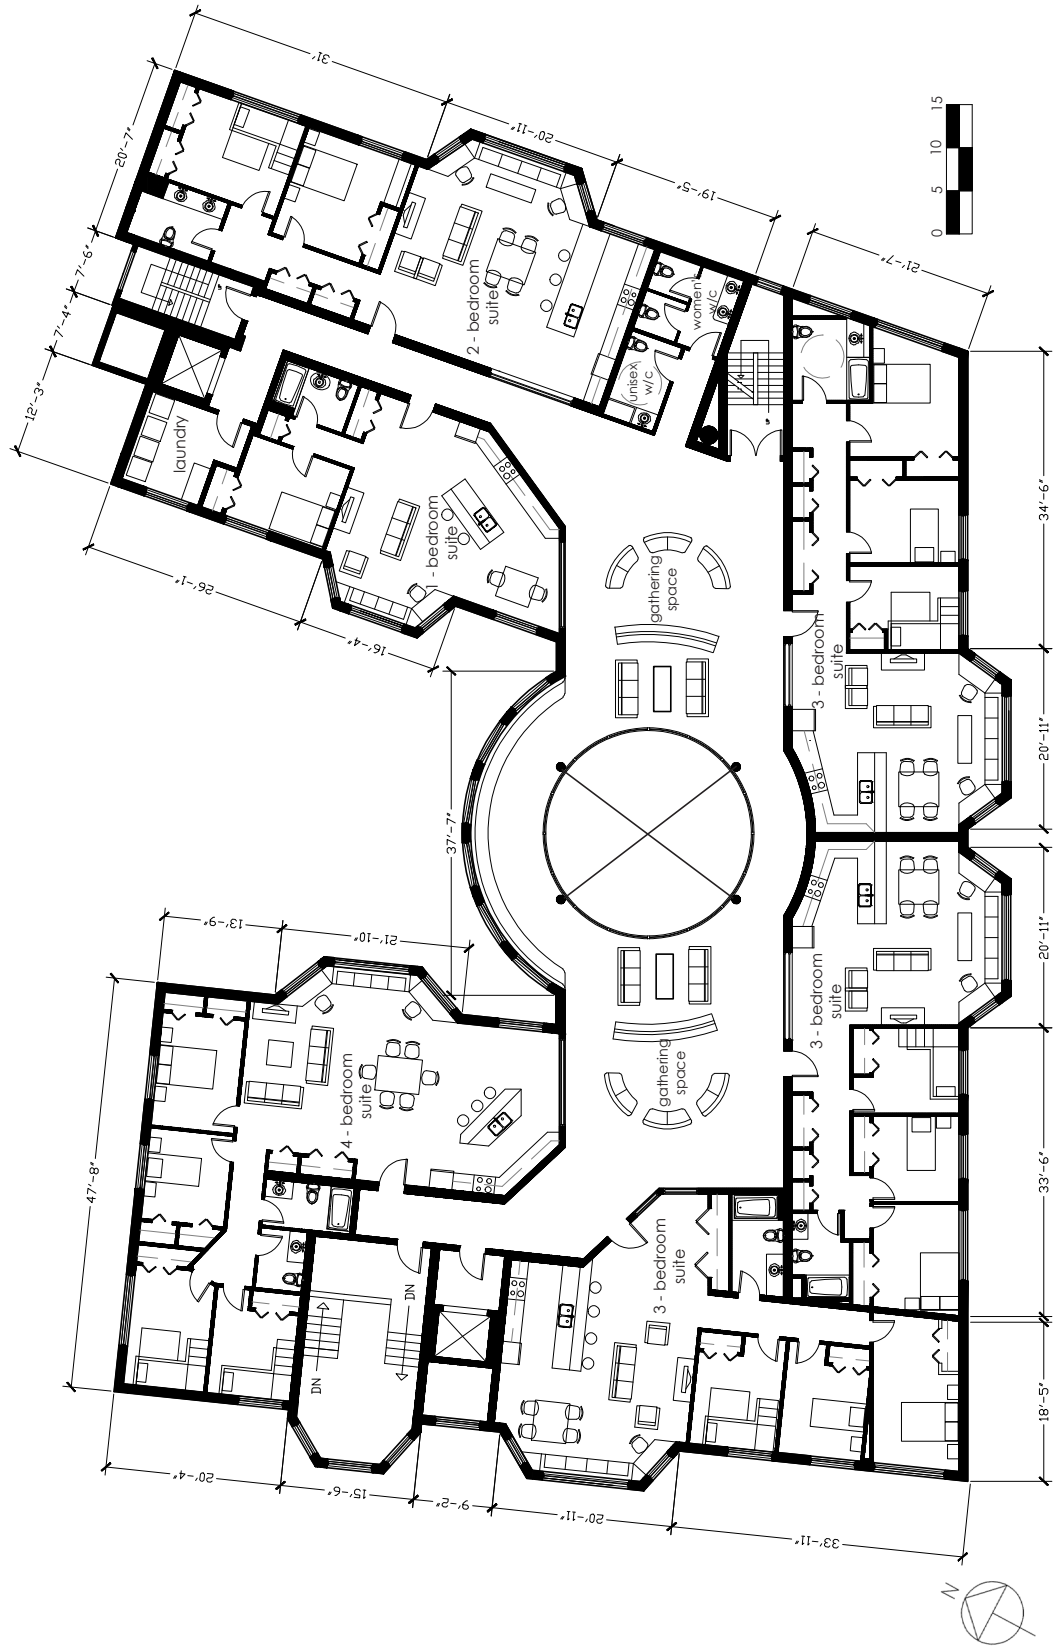 31'
20'-11"
19'-5"
21'-7"
20'-7"
7'-6"
7'-4"
12'-3"
26'-1"
16'-4"
37'-7"
34'-6"
20'-11"
20'-11"
33'-6"
18'-5"
13'-9"
21'-10"
47'-8"
20'-4"
15'-6"
9'-2"
20'-11"
33'-11"
0 5 10 15
2 - bedroom
suite
women's
w/c
unisex
w/c
laundry
1 - bedroom
suite
gathering
space
3 - bedroom
suite
3 - bedroom
suite
gathering
space
4 - bedroom
suite
3 - bedroom
suite
DN
DN
N